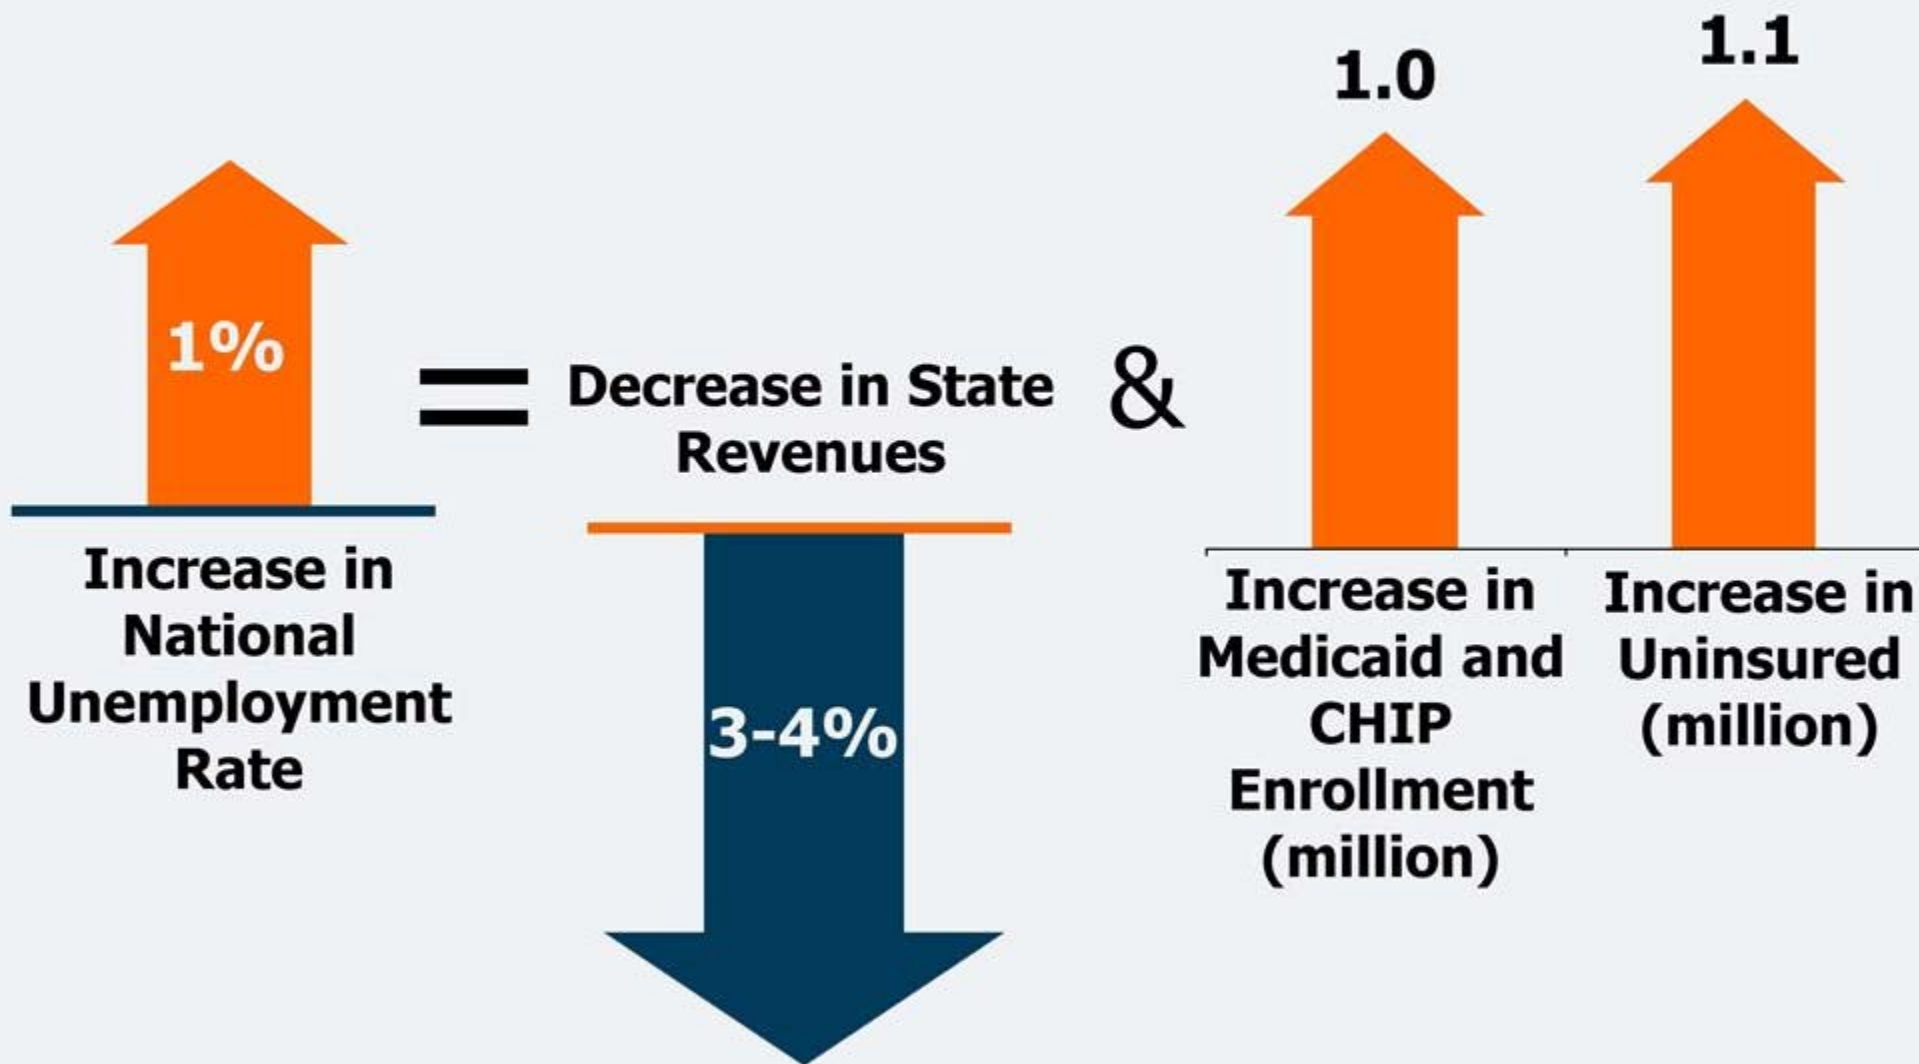 1%
Increase in
National
Unemployment
Rate
=
Decrease in State
Revenues
3-4%
&
1.0
Increase in
Medicaid and
CHIP
Enrollment
(million)
1.1
Increase in
Uninsured
(million)